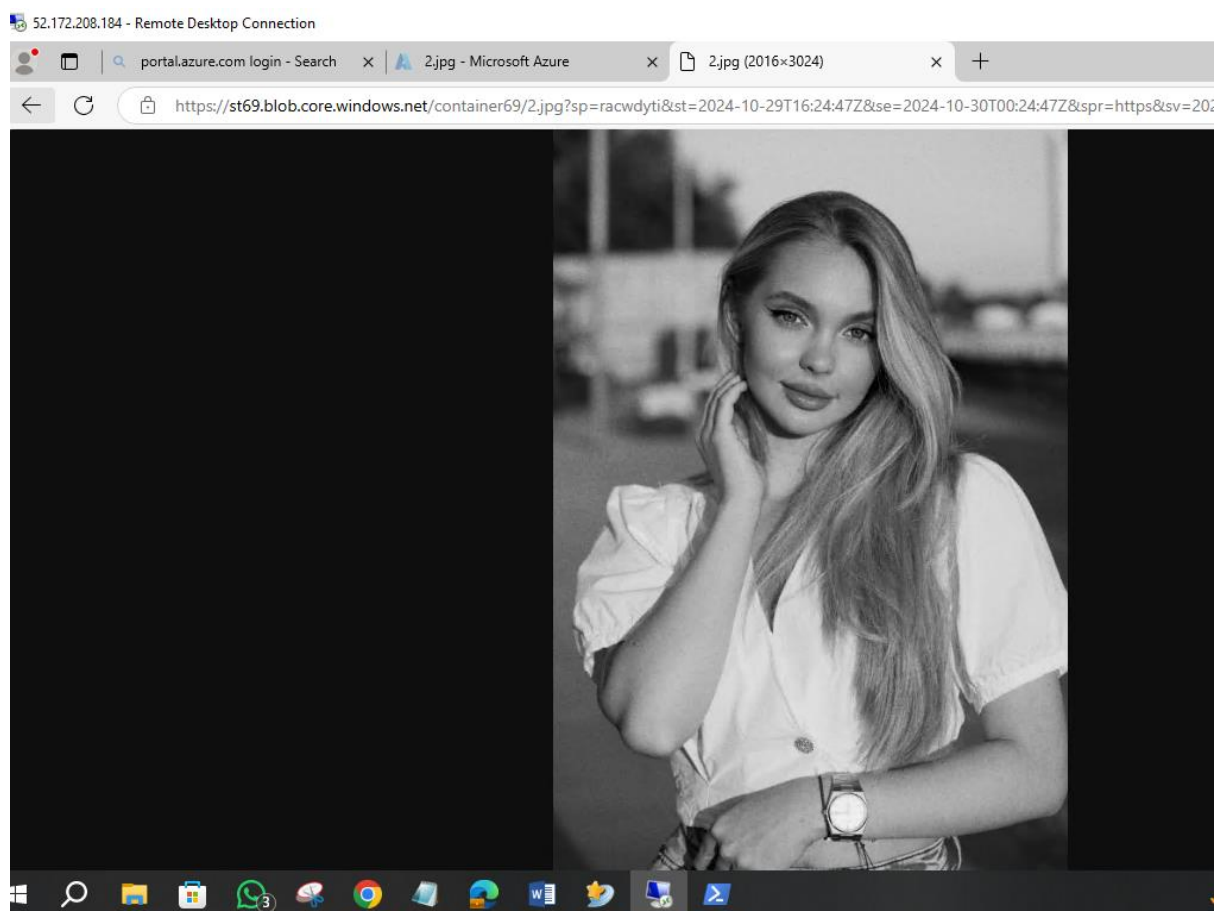 52.172.208.184 - Remote Desktop Connection
portal.azure.com login - Search
2.jpg - Microsoft Azure
2.jpg (2016×3024)
https://st69.blob.core.windows.net/container69/2.jpg?sp=racwdyti&st=2024-10-29T16:24:47Z&se=2024-10-30T00:24:47Z&spr=https&sv=202
3